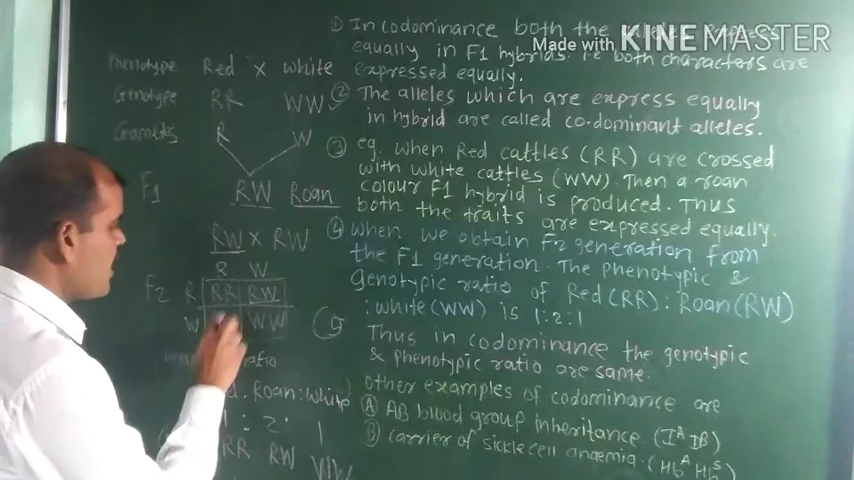 Phenotype Red x white
Genotype RR WW
Gametes R W
F1 RW Roan
RW x RW
R W
F2 R RR RW
W WW
ratio
Roan: white
1 : 2 : 1
RR RW WW
① In codominance both the alleles express
equally in F1 hybrids. i.e both characters are
expressed equally.
② The alleles which are express equally
in hybrid are called co-dominant alleles.
③ eg. when Red cattles (RR) are crossed
with white cattles (WW). Then a roan
colour F1 hybrid is produced. Thus
both the traits are expressed equally.
④ when we obtain F2 generation from
the F1 generation. The phenotypic &
genotypic ratio of Red (RR) : Roan (RW)
: white (WW) is 1:2:1
Thus in codominance the genotypic
& phenotypic ratio are same.
other examples of codominance are
Ⓐ AB blood group inheritance (I^A I^B)
Ⓑ carrier of sickle cell anaemia. (Hb^A Hb^S)
Made with KINEMASTER